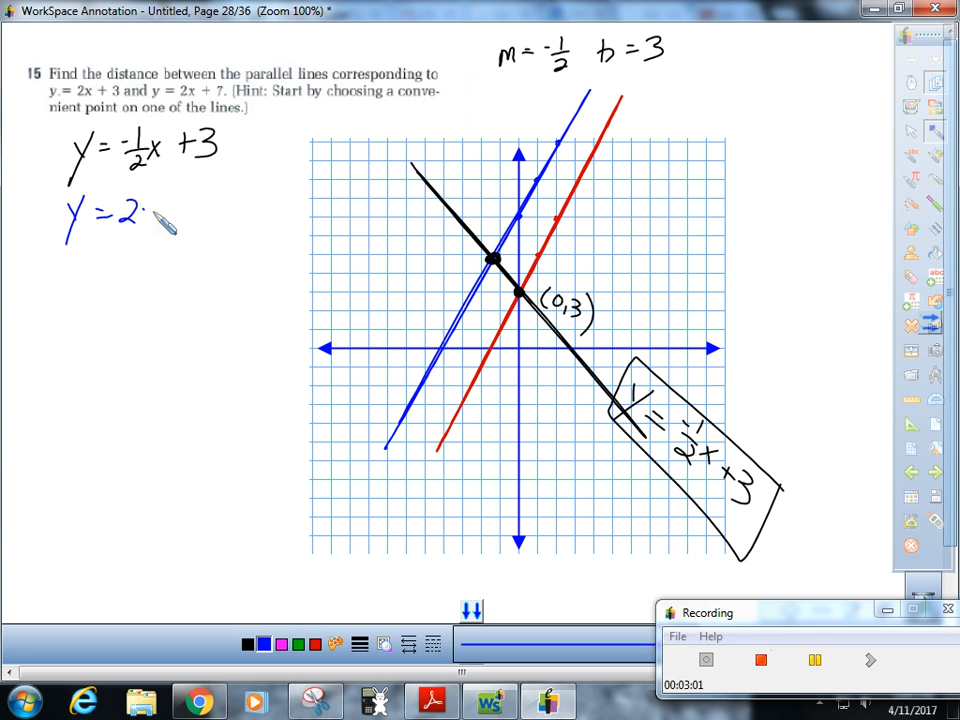 WorkSpace Annotation - Untitled, Page 28/36 (Zoom 100%) *
m = -1/2 b = 3
15 Find the distance between the parallel lines corresponding to
y = 2x + 3 and y = 2x + 7. (Hint: Start by choosing a conve-
nient point on one of the lines.)
y = -1/2x + 3
y = 2
(0,3)
y = -1/2x + 3
Recording
File Help
00:03:01
4/11/2017